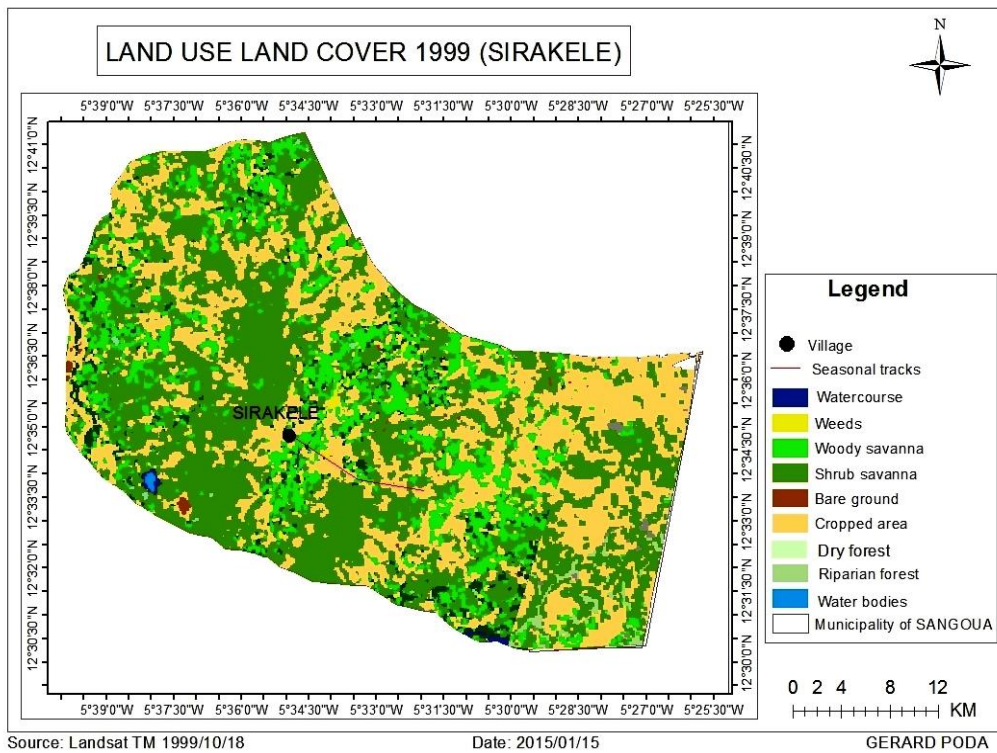 LAND USE LAND COVER 1999 (SIRAKELE)
N
5°39'0"W 5°37'30"W 5°36'0"W 5°34'30"W 5°33'0"W 5°31'30"W 5°30'0"W 5°28'30"W 5°27'0"W 5°25'30"W
12°41'0"N
12°39'30"N
12°38'0"N
12°36'30"N
12°35'0"N
12°33'30"N
12°32'0"N
12°30'30"N
12°40'30"N
12°39'0"N
12°37'30"N
12°36'0"N
12°34'30"N
12°33'0"N
12°31'30"N
12°30'0"N
SIRAKELE
5°39'0"W 5°37'30"W 5°36'0"W 5°34'30"W 5°33'0"W 5°31'30"W 5°30'0"W 5°28'30"W 5°27'0"W 5°25'30"W
Legend
Village
Seasonal tracks
Watercourse
Weeds
Woody savanna
Shrub savanna
Bare ground
Cropped area
Dry forest
Riparian forest
Water bodies
Municipality of SANGOUA
0 2 4 8 12
KM
Source: Landsat TM 1999/10/18 Date: 2015/01/15 GERARD PODA